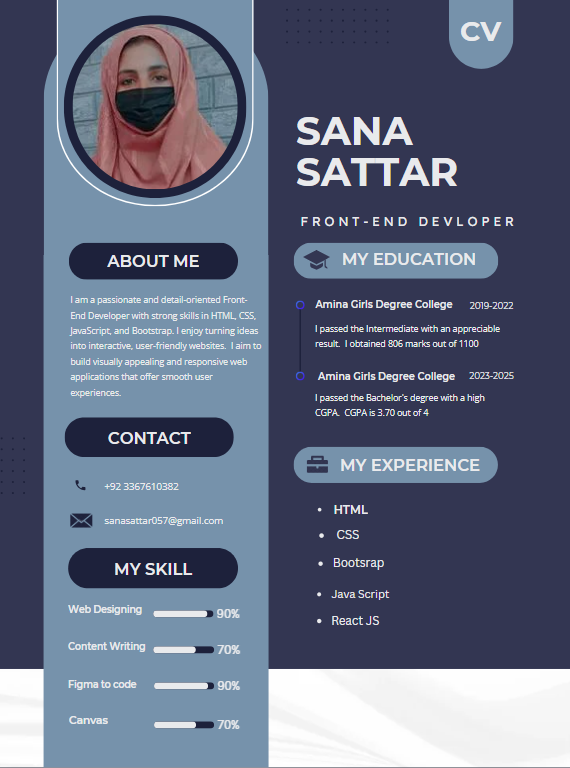 CV
SANA
SATTAR
FRONT-END DEVLOPER
ABOUT ME
I am a passionate and detail-oriented Front-
End Developer with strong skills in HTML, CSS,
JavaScript, and Bootstrap. I enjoy turning ideas
into interactive, user-friendly websites. I aim to
build visually appealing and responsive web
applications that offer smooth user
experiences.
CONTACT
+92 3367610382
sanasattar057@gmail.com
MY SKILL
Web Designing 90%
Content Writing 70%
Figma to code 90%
Canvas 70%
MY EDUCATION
Amina Girls Degree College 2019-2022
I passed the Intermediate with an appreciable
result. I obtained 806 marks out of 1100
Amina Girls Degree College 2023-2025
I passed the Bachelor's degree with a high
CGPA. CGPA is 3.70 out of 4
MY EXPERIENCE
HTML
CSS
Bootsrap
Java Script
React JS